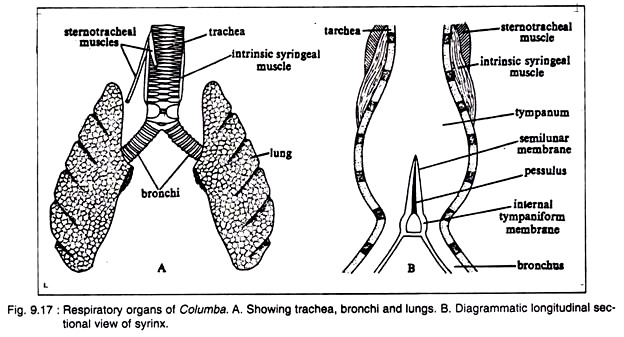 sternotracheal
muscles
trachea
intrinsic syringeal
muscle
lung
bronchi
A
tarchea
sternotracheal
muscle
intrinsic syringeal
muscle
tympanum
semilunar
membrane
pessulus
internal
tympaniform
membrane
bronchus
B
Fig. 9.17 : Respiratory organs of Columba. A. Showing trachea, bronchi and lungs. B. Diagrammatic longitudinal sec-
tional view of syrinx.